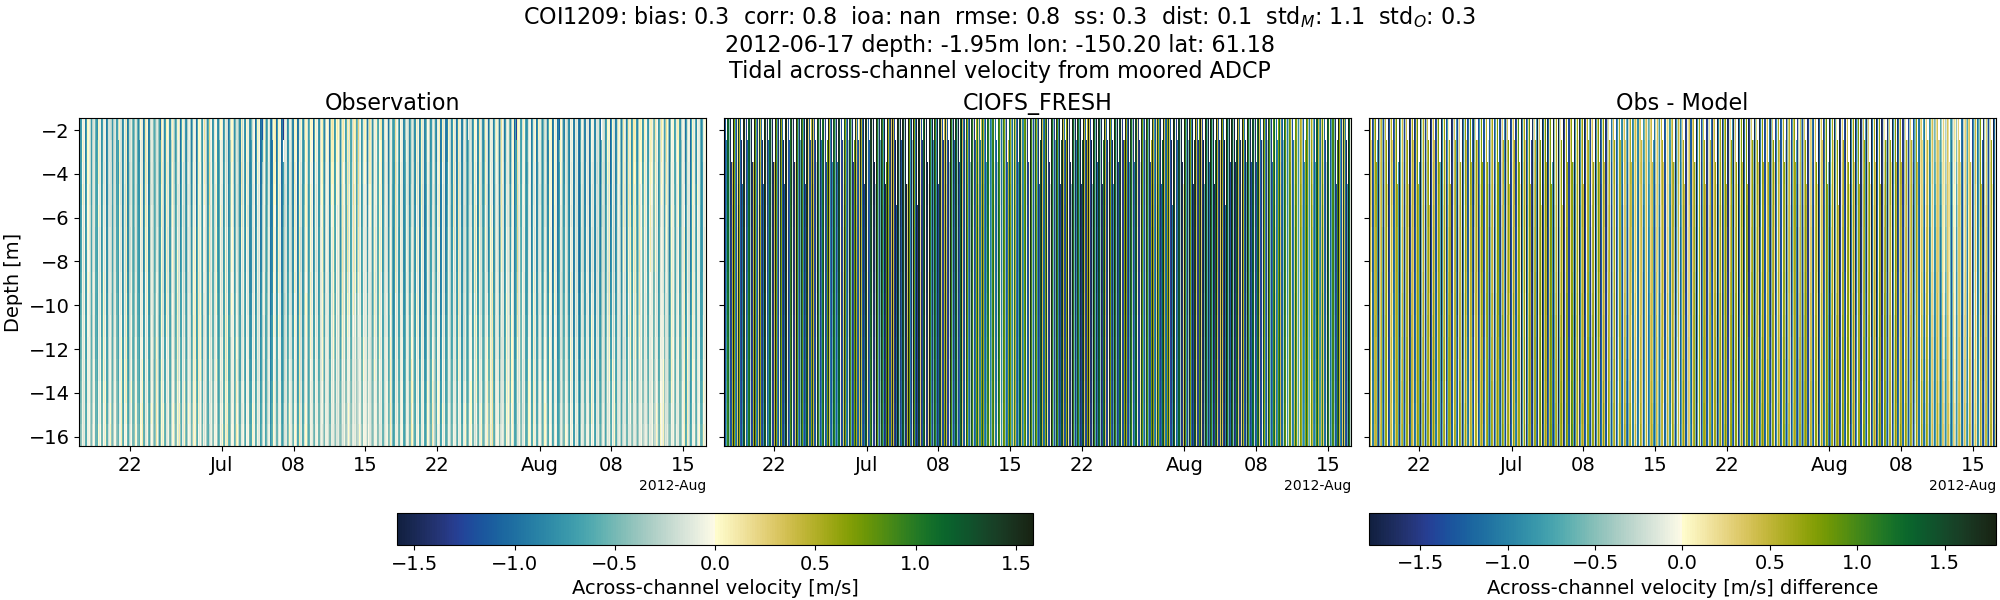 COI1209: bias: 0.3 corr: 0.8 ioa: nan rmse: 0.8 ss: 0.3 dist: 0.1 std_M: 1.1 std_O: 0.3
2012-06-17 depth: -1.95m lon: -150.20 lat: 61.18
Tidal across-channel velocity from moored ADCP
Observation CIOFS_FRESH Obs - Model
Depth [m]
−2
−4
−6
−8
−10
−12
−14
−16
22 Jul 08 15 22 Aug 08 15 22 Jul 08 15 22 Aug 08 15 22 Jul 08 15 22 Aug 08 15
2012-Aug 2012-Aug 2012-Aug
−1.5 −1.0 −0.5 0.0 0.5 1.0 1.5 −1.5 −1.0 −0.5 0.0 0.5 1.0 1.5
Across-channel velocity [m/s] Across-channel velocity [m/s] difference